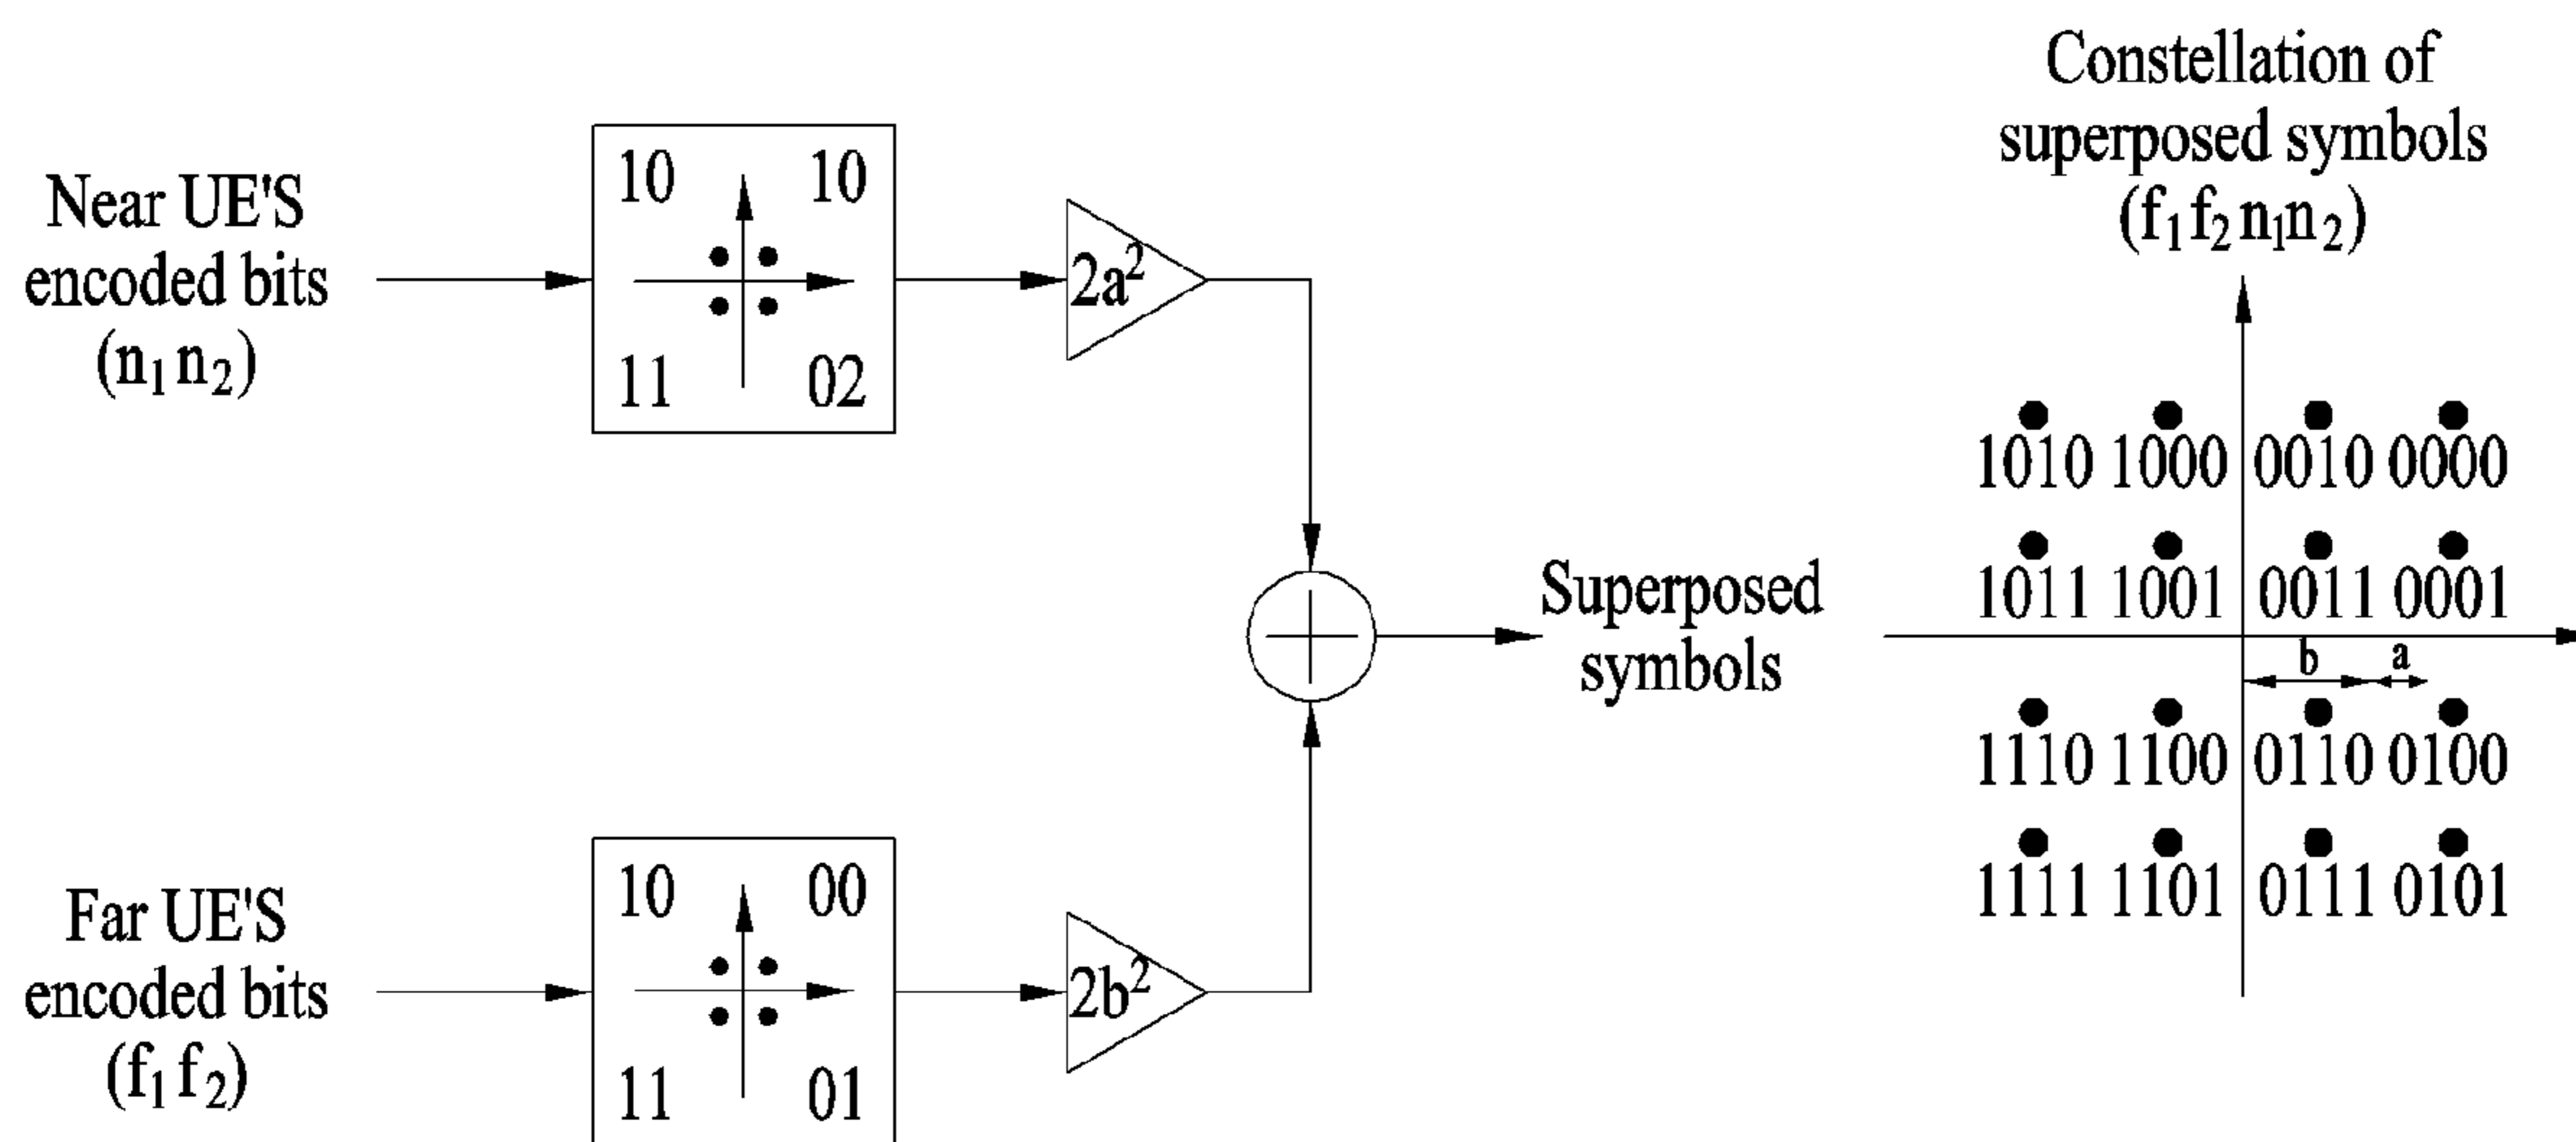 Near UE'S
encoded bits
(n₁ n₂)
10 10
11 02
2a²
Far UE'S
encoded bits
(f₁ f₂)
10 00
11 01
2b²
Superposed
symbols
Constellation of
superposed symbols
(f₁ f₂ n₁n₂)
1010 1000 0010 0000
1011 1001 0011 0001
b a
1110 1100 0110 0100
1111 1101 0111 0101